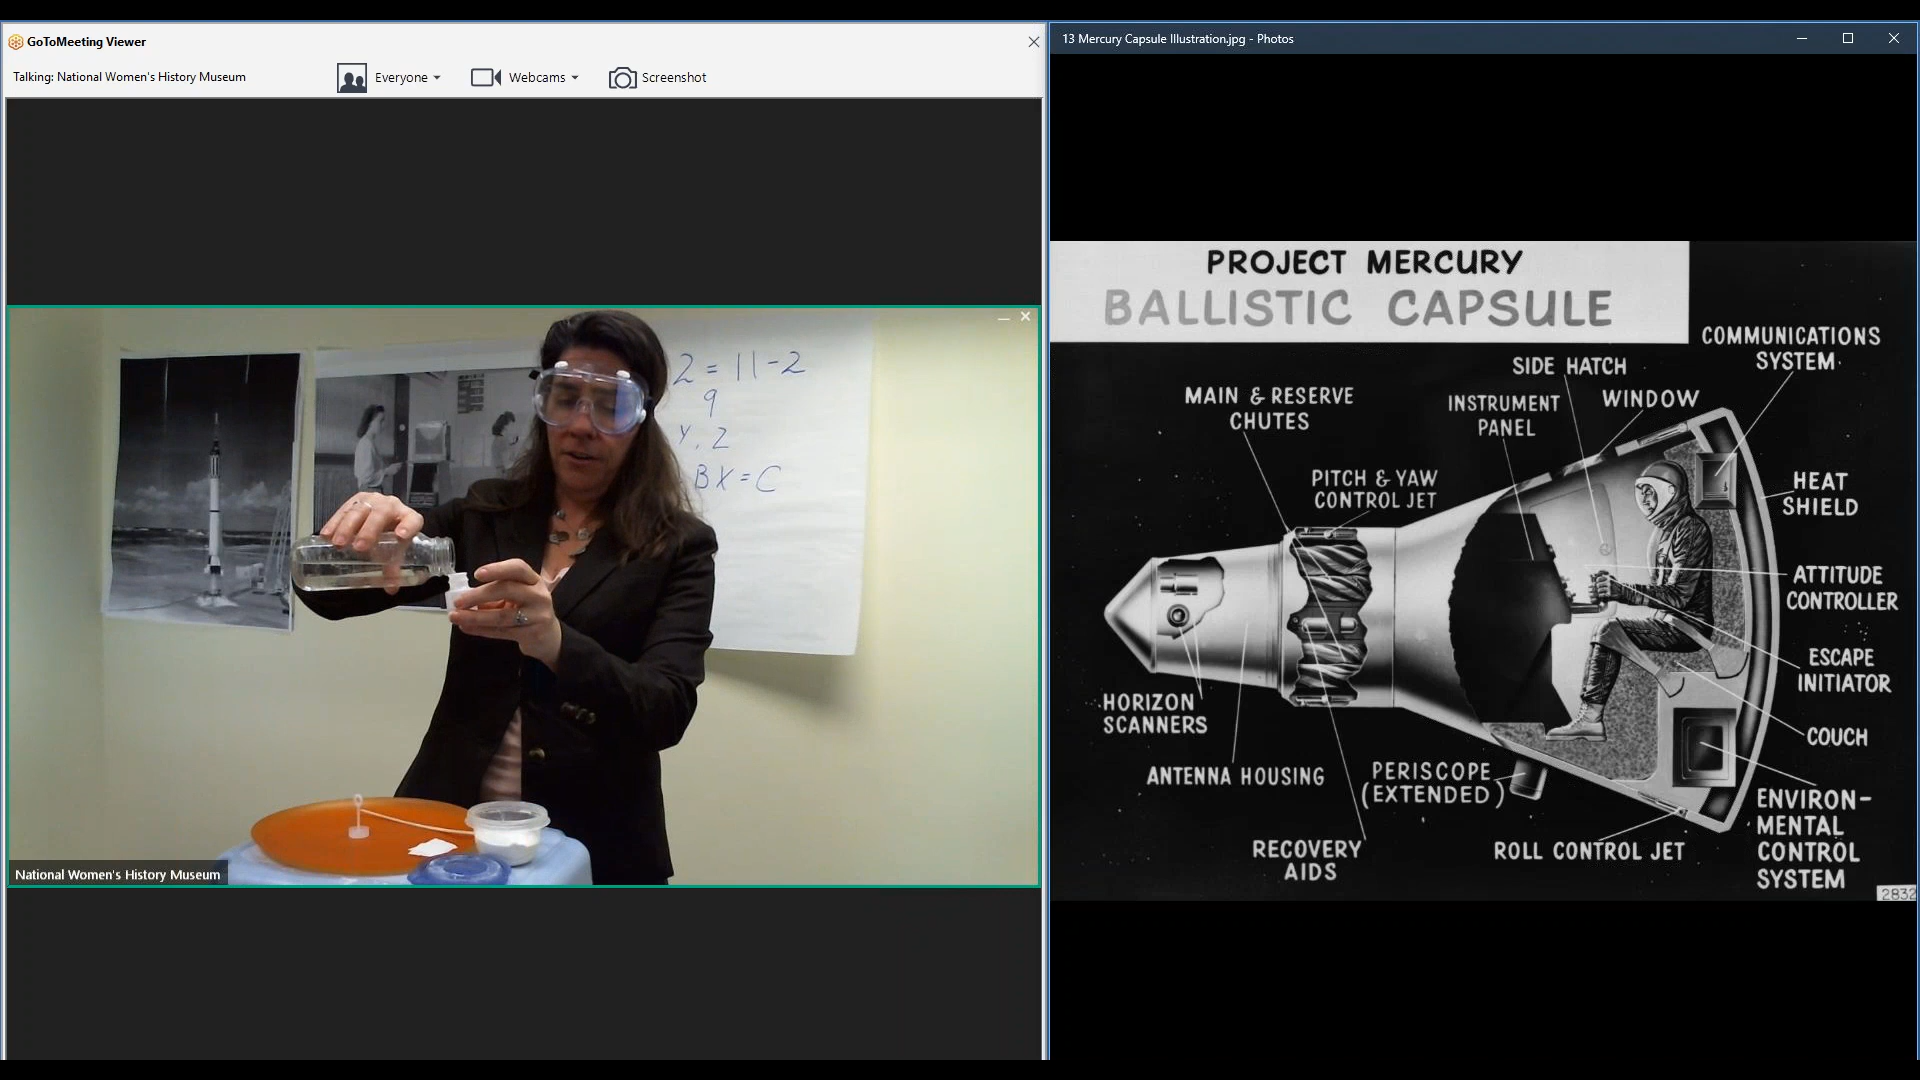 GoToMeeting Viewer
Talking: National Women's History Museum
Everyone
Webcams
Screenshot
2 = 11-2
9
Y, 2
BX=C
National Women's History Museum
13 Mercury Capsule Illustration.jpg - Photos
PROJECT MERCURY
BALLISTIC CAPSULE
COMMUNICATIONS
SYSTEM
SIDE HATCH
WINDOW
INSTRUMENT
PANEL
MAIN & RESERVE
CHUTES
PITCH & YAW
CONTROL JET
HEAT
SHIELD
ATTITUDE
CONTROLLER
ESCAPE
INITIATOR
COUCH
HORIZON
SCANNERS
ANTENNA HOUSING
PERISCOPE
(EXTENDED)
RECOVERY
AIDS
ROLL CONTROL JET
ENVIRON-
MENTAL
CONTROL
SYSTEM
2832